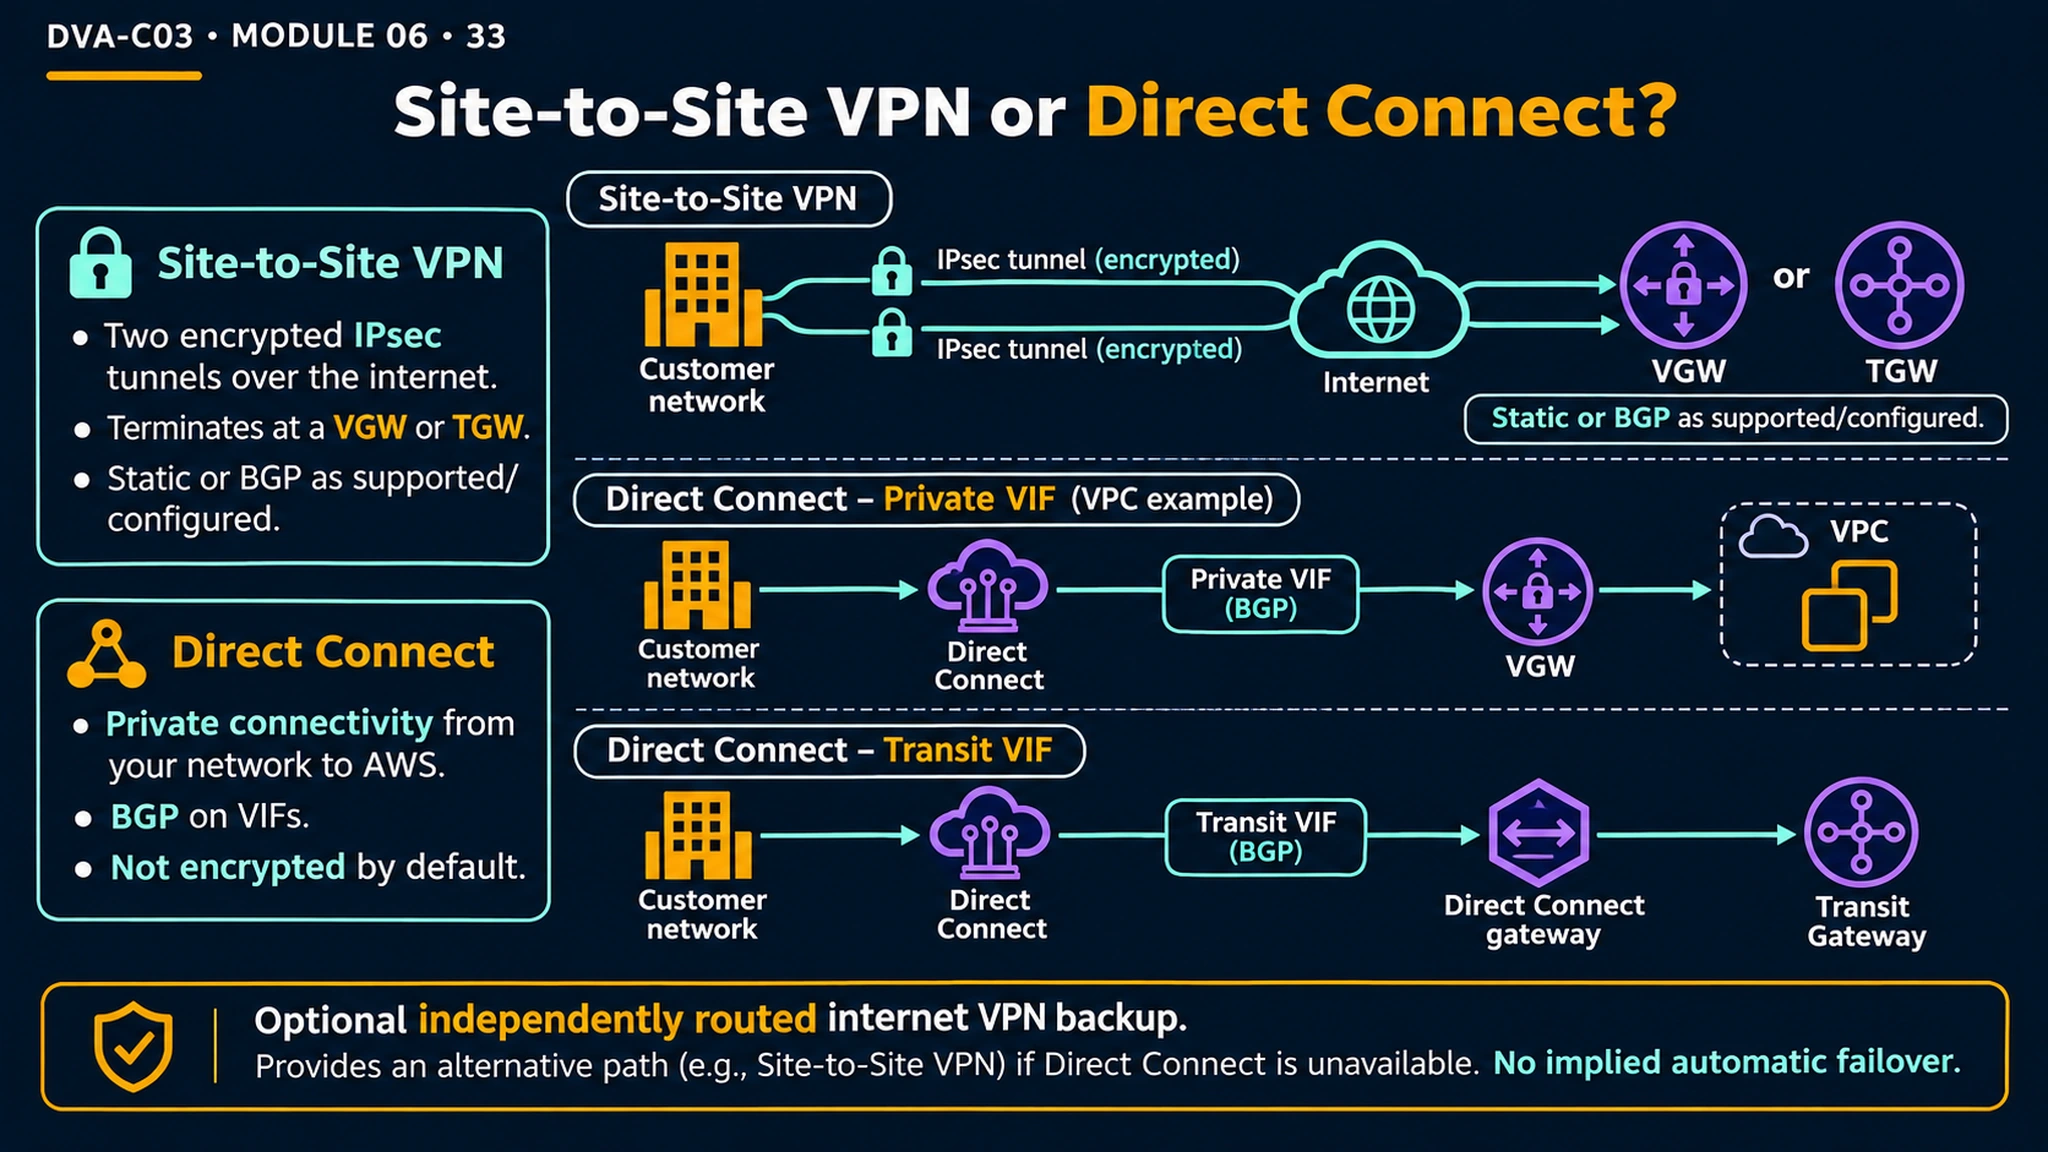 DVA-C03 • MODULE 06 • 33
Site-to-Site VPN or Direct Connect?
Site-to-Site VPN
• Two encrypted IPsec
tunnels over the internet.
• Terminates at a VGW or TGW.
• Static or BGP as supported/
configured.
Direct Connect
• Private connectivity from
your network to AWS.
• BGP on VIFs.
• Not encrypted by default.
Site-to-Site VPN
Customer
network
IPsec tunnel (encrypted)
IPsec tunnel (encrypted)
Internet
VGW
or
TGW
Static or BGP as supported/configured.
Direct Connect – Private VIF (VPC example)
Customer
network
Direct
Connect
Private VIF
(BGP)
VGW
VPC
Direct Connect – Transit VIF
Customer
network
Direct
Connect
Transit VIF
(BGP)
Direct Connect
gateway
Transit
Gateway
Optional independently routed internet VPN backup.
Provides an alternative path (e.g., Site-to-Site VPN) if Direct Connect is unavailable. No implied automatic failover.